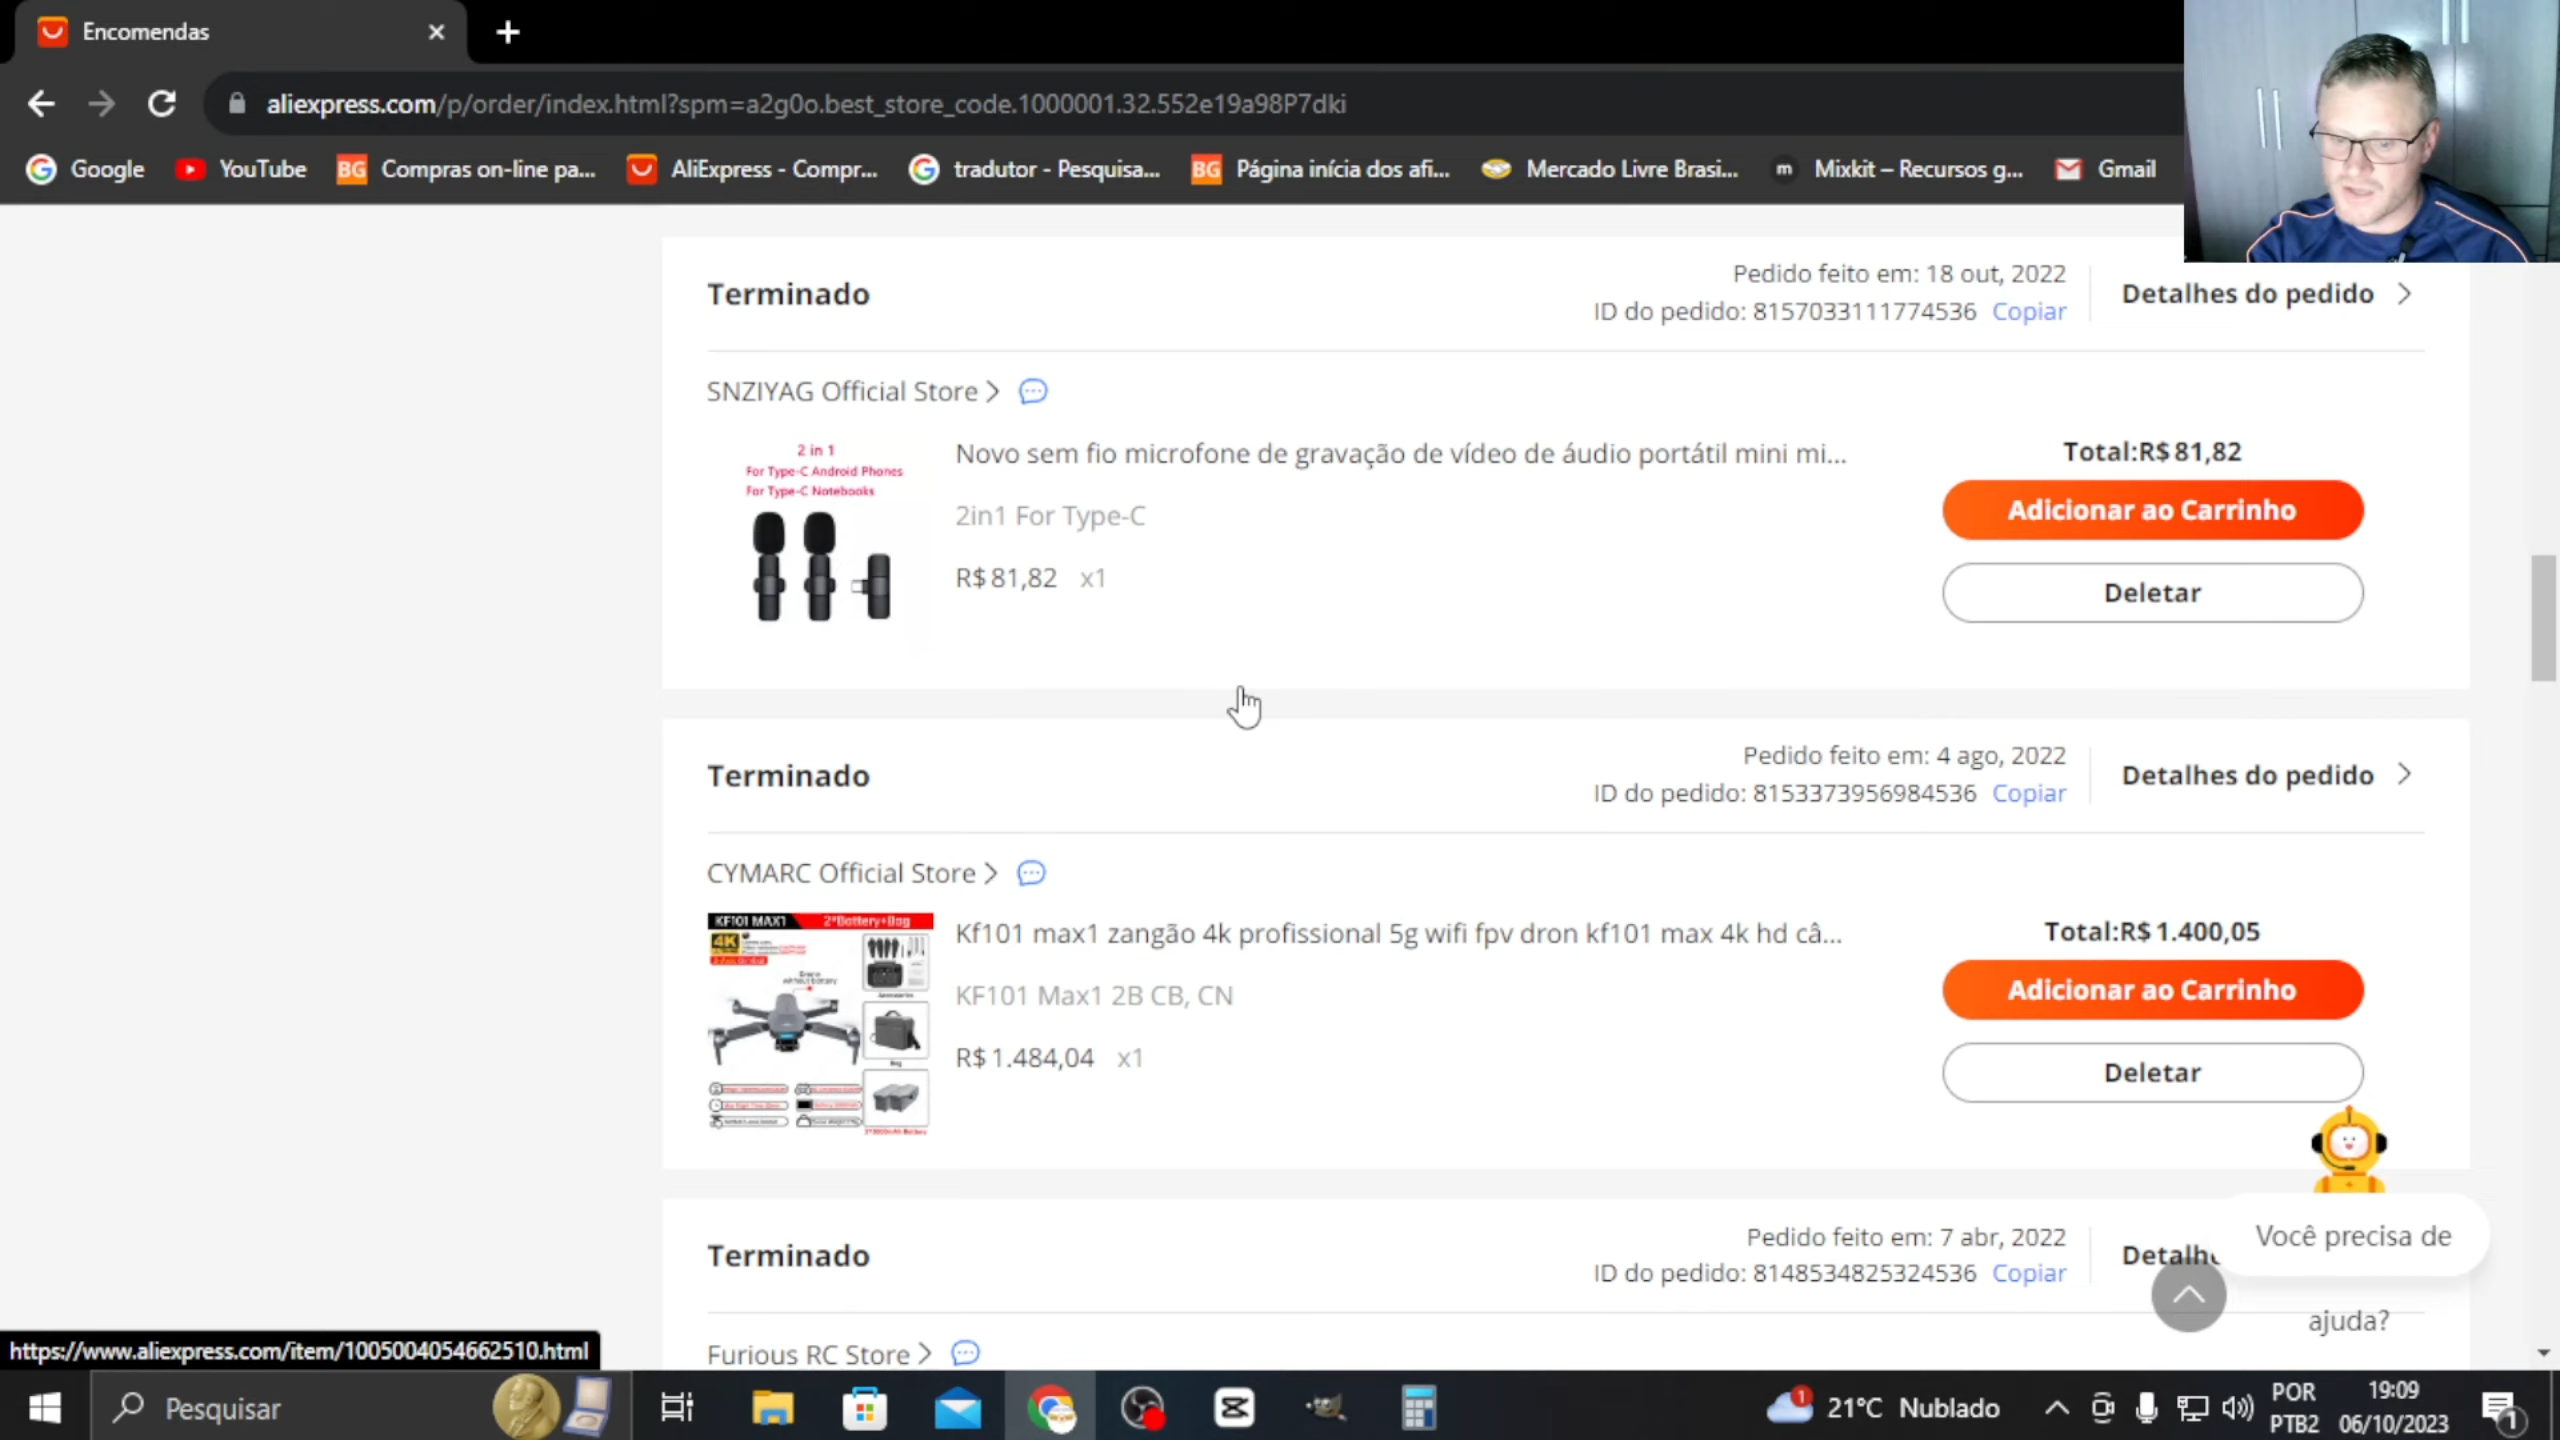 Encomendas
aliexpress.com/p/order/index.html?spm=a2g0o.best_store_code.1000001.32.552e19a98P7dki
Google
YouTube
BG
Compras on-line pa...
AliExpress - Compr...
tradutor - Pesquisa...
BG
Página início dos afi...
Mercado Livre Brasi...
m
Mixkit – Recursos g...
Gmail
Terminado
Pedido feito em: 18 out, 2022
ID do pedido: 8157033111774536 Copiar
Detalhes do pedido
SNZIYAG Official Store
2 in 1
For Type-C Android Phones
For Type-C Notebooks
Novo sem fio microfone de gravação de vídeo de áudio portátil mini mi...
2in1 For Type-C
R$81,82 x1
Total:R$81,82
Adicionar ao Carrinho
Deletar
Terminado
Pedido feito em: 4 ago, 2022
ID do pedido: 8153373956984536 Copiar
Detalhes do pedido
CYMARC Official Store
KF101 MAX1
2*Battery+Bag
4K
Kf101 max1 zangão 4k profissional 5g wifi fpv dron kf101 max 4k hd câ...
KF101 Max1 2B CB, CN
R$1.484,04 x1
Total:R$1.400,05
Adicionar ao Carrinho
Deletar
Terminado
Pedido feito em: 7 abr, 2022
ID do pedido: 8148534825324536 Copiar
Furious RC Store
Você precisa de
ajuda?
https://www.aliexpress.com/item/1005004054662510.html
Pesquisar
1
21°C Nublado
POR
PTB2
19:09
06/10/2023
1